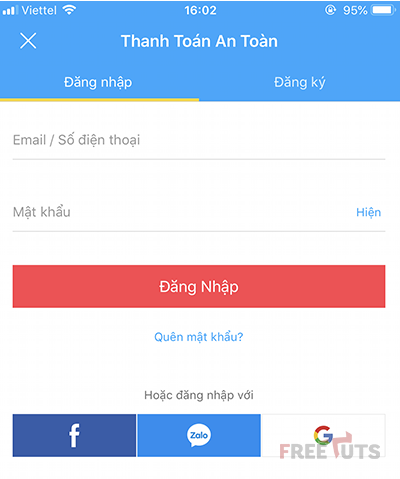 Viettel 16:02 95%
Thanh Toán An Toàn
Đăng nhập Đăng ký
Email / Số điện thoại
Mật khẩu Hiện
Đăng Nhập
Quên mật khẩu?
Hoặc đăng nhập với
f Zalo G
FREETUTS